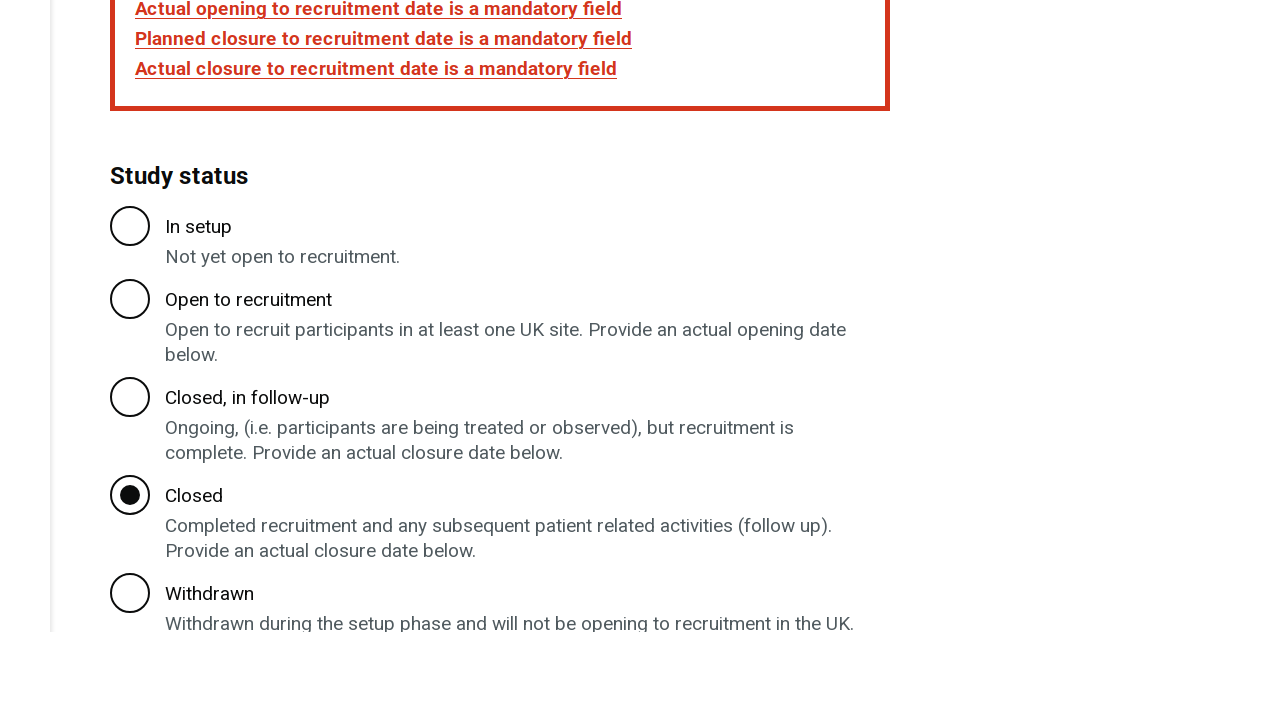 Actual opening to recruitment date is a mandatory field
Planned closure to recruitment date is a mandatory field
Actual closure to recruitment date is a mandatory field
Study status
In setup
Not yet open to recruitment.
Open to recruitment
Open to recruit participants in at least one UK site. Provide an actual opening date
below.
Closed, in follow-up
Ongoing, (i.e. participants are being treated or observed), but recruitment is
complete. Provide an actual closure date below.
Closed
Completed recruitment and any subsequent patient related activities (follow up).
Provide an actual closure date below.
Withdrawn
Withdrawn during the setup phase and will not be opening to recruitment in the UK.